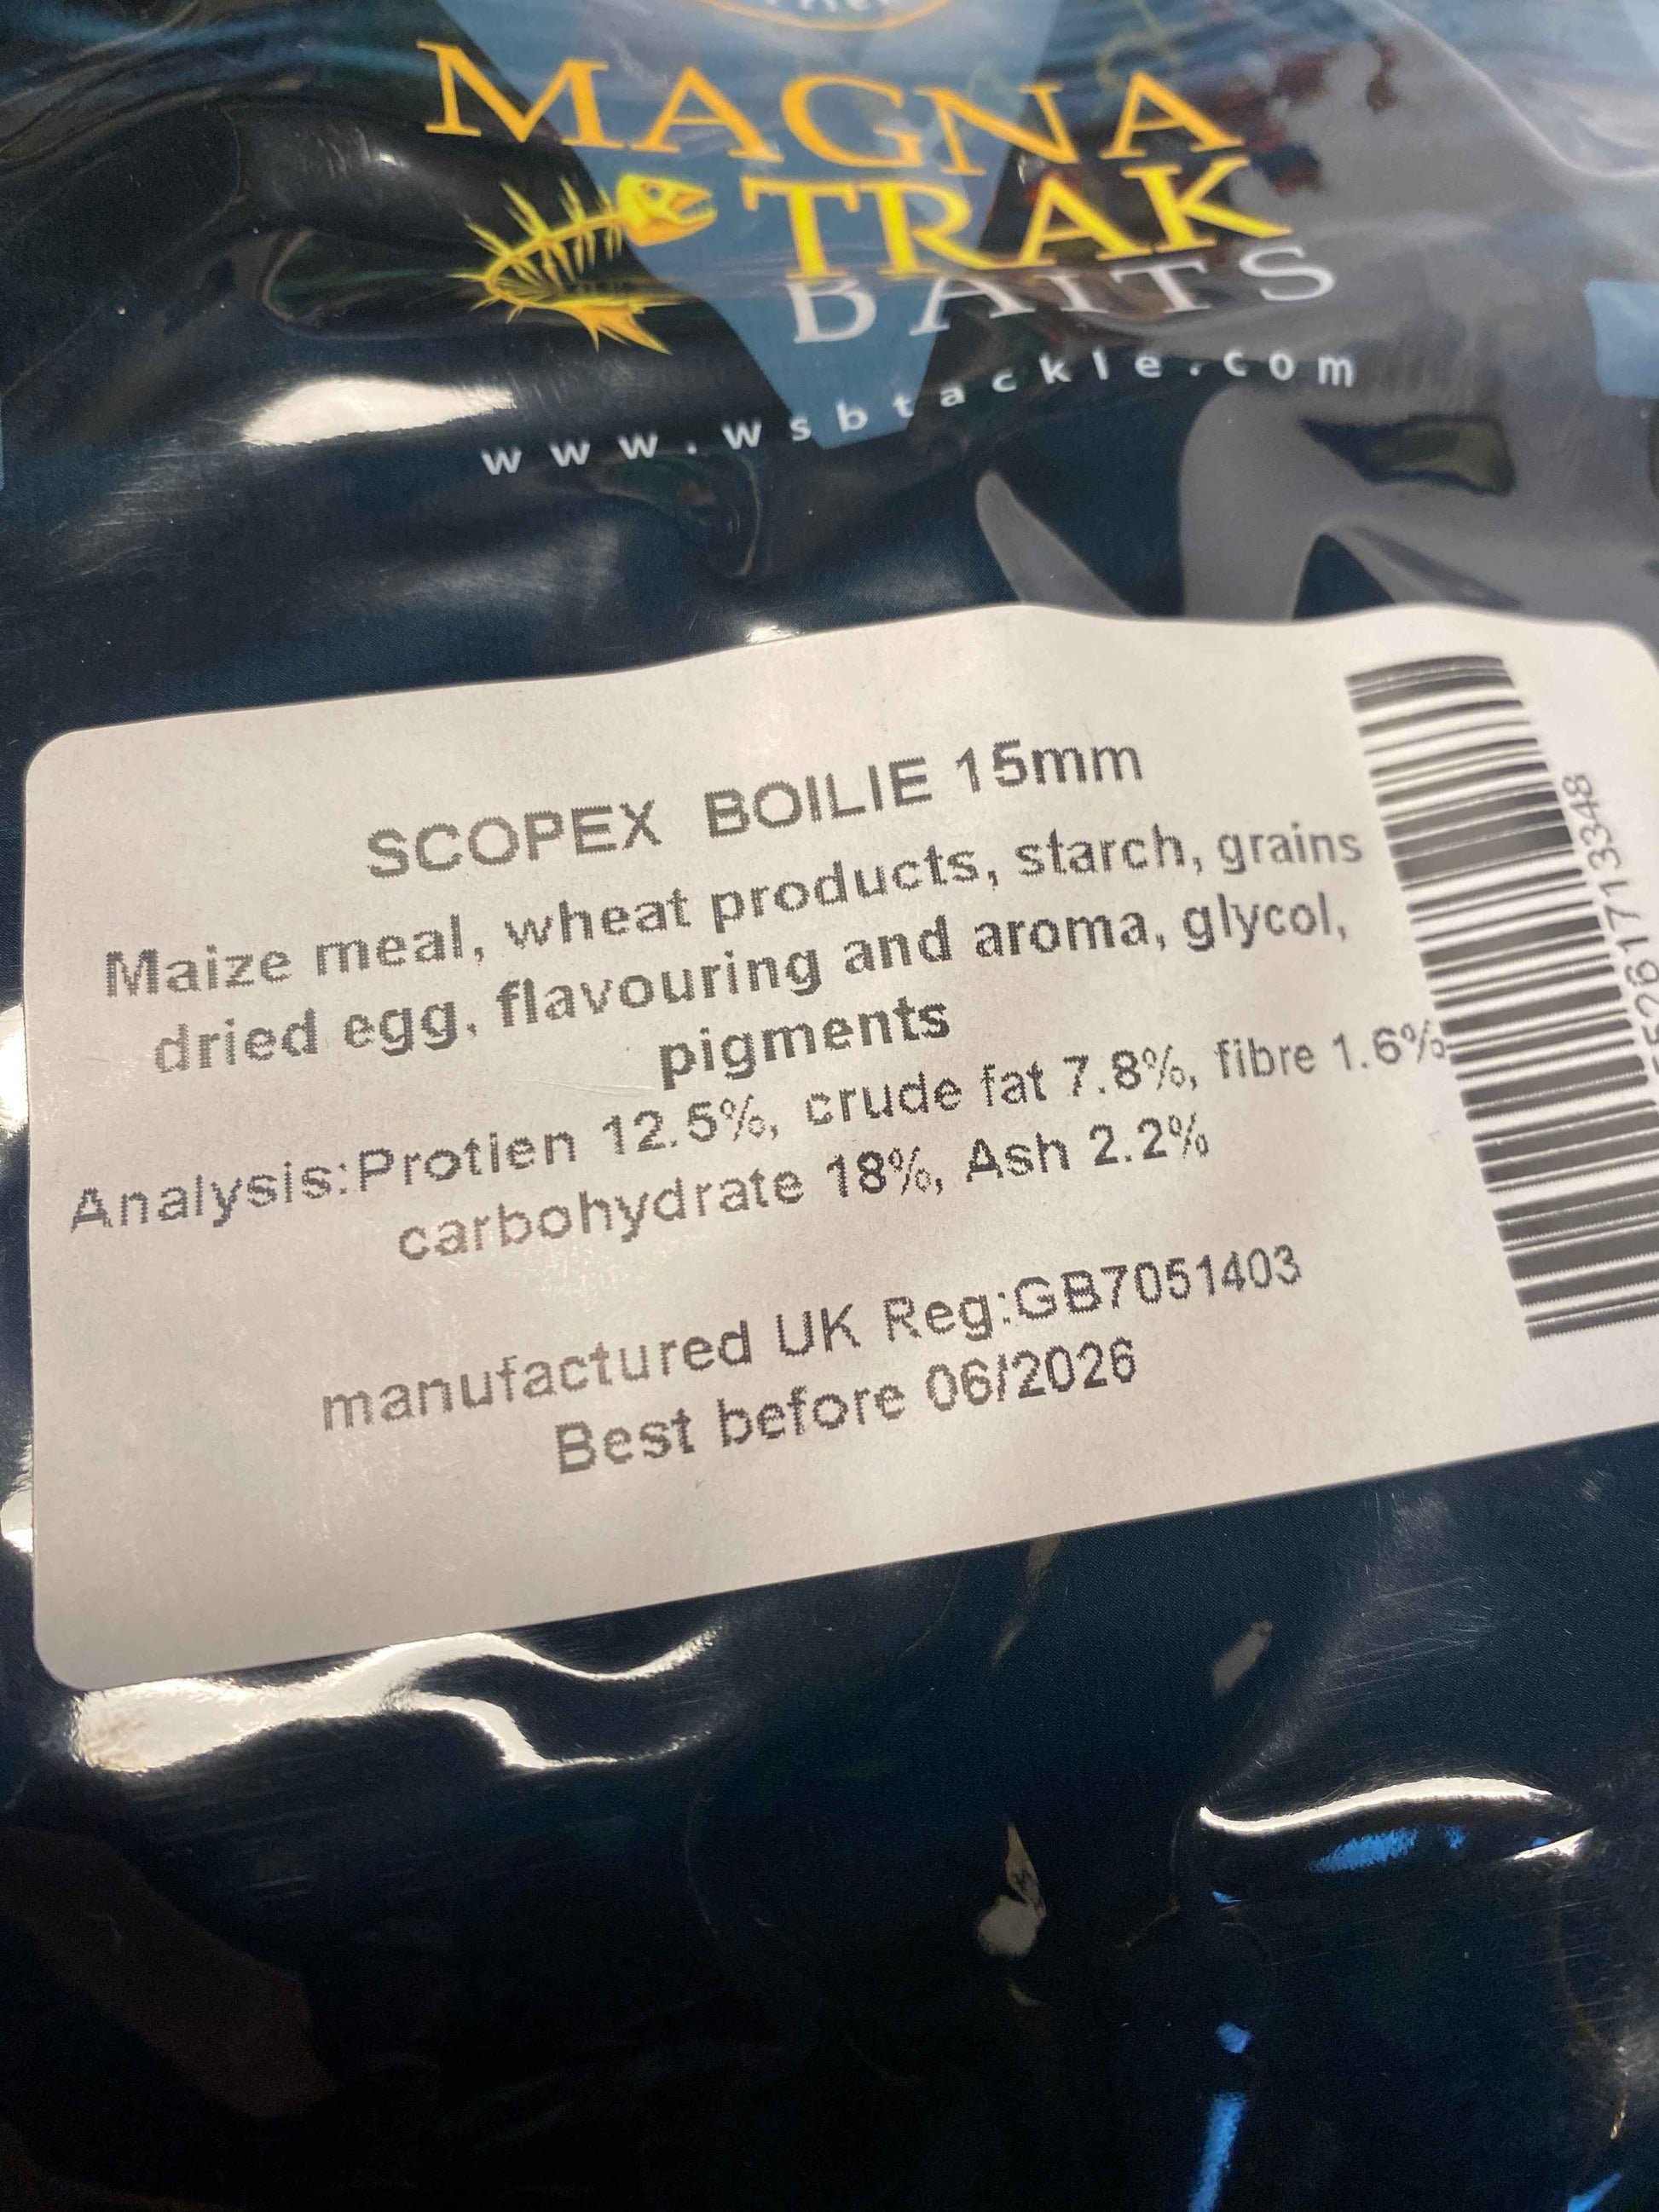 MAGNA
TRAK
BAITS
www.wsbtackle.com
SCOPEX BOILIE 15mm
Maize meal, wheat products, starch, grains
dried egg, flavouring and aroma, glycol,
pigments
Analysis:Protien 12.5%, crude fat 7.8%, fibre 1.6%
carbohydrate 18%, Ash 2.2%
manufactured UK Reg:GB7051403
Best before 06/2026